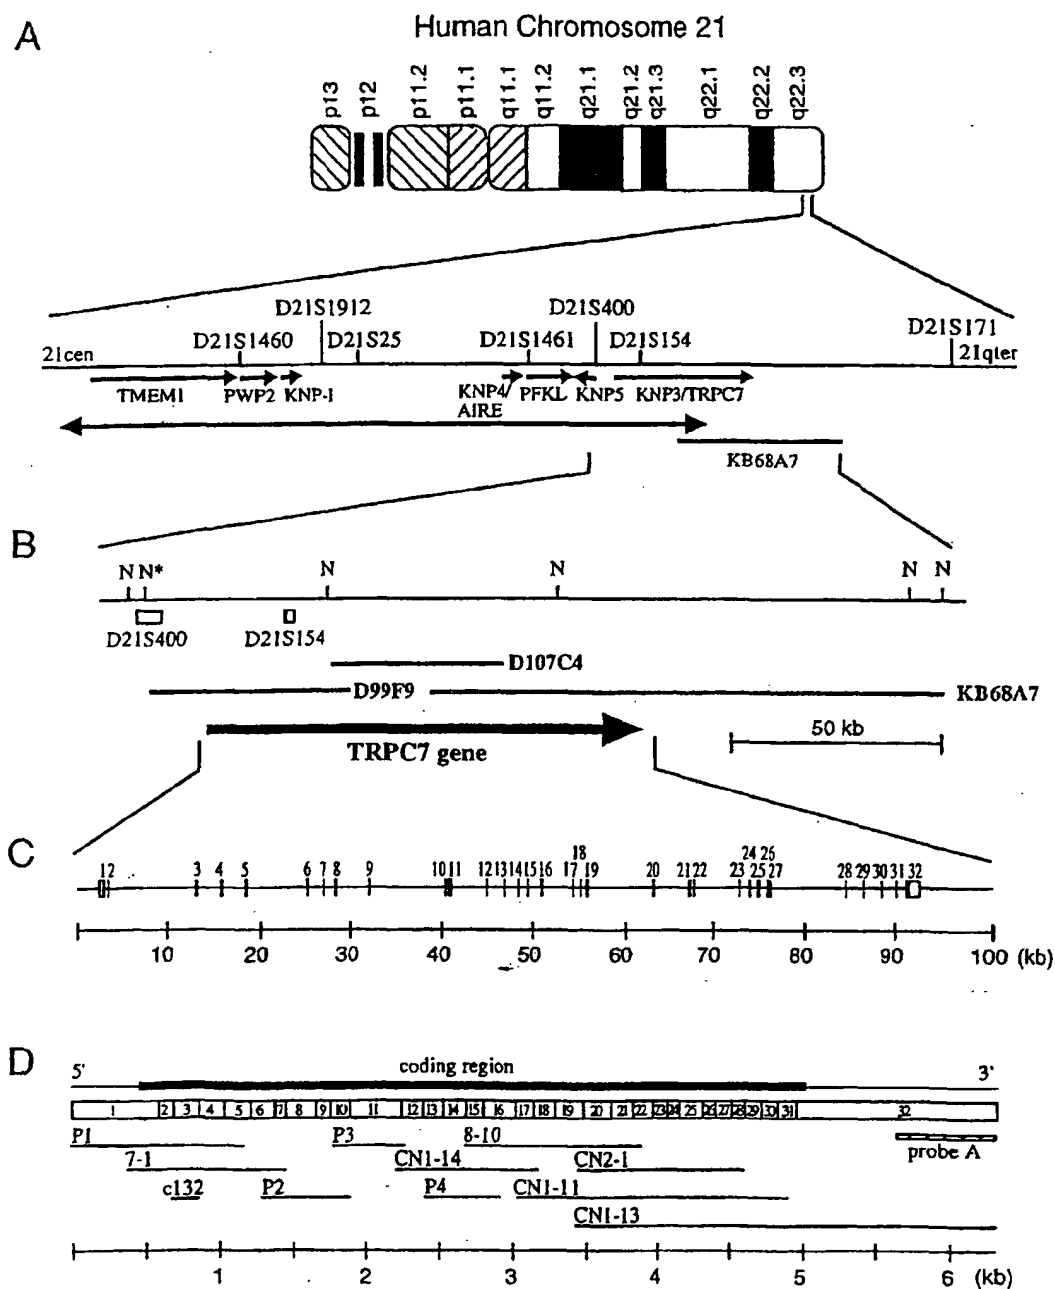 A
Human Chromosome 21
p13 p12 p11.2 p11.1 q11.1 q11.2 q21.1 q21.2 q21.3 q22.1 q22.2 q22.3
D21S1912 D21S400
D21S1460 D21S25 D21S1461 D21S154 D21S171
21cen 21qter
TMEM1 PWP2 KNP-I KNP4/ PFKL KNP5 KNP3/TRPC7
AIRE
KB68A7
B
N N* N N N N
D21S400 D21S154
D107C4
D99F9 KB68A7
50 kb
TRPC7 gene
C
18 24 26
1 2 3 4 5 6 7 8 9 10 11 12 13 14 15 16 17 19 20 21 22 23 25 27 28 29 30 31 32
10 20 30 40 50 60 70 80 90 100 (kb)
D
5' coding region 3'
1 2 3 4 5 6 7 8 9 10 11 12 13 14 15 16 17 18 19 20 21 22 23 24 25 26 27 28 29 30 31 32
P1 P3 8-10 probe A
7-1 CN1-14 CN2-1
c132 P2 P4 CN1-11
CN1-13
1 2 3 4 5 6 (kb)